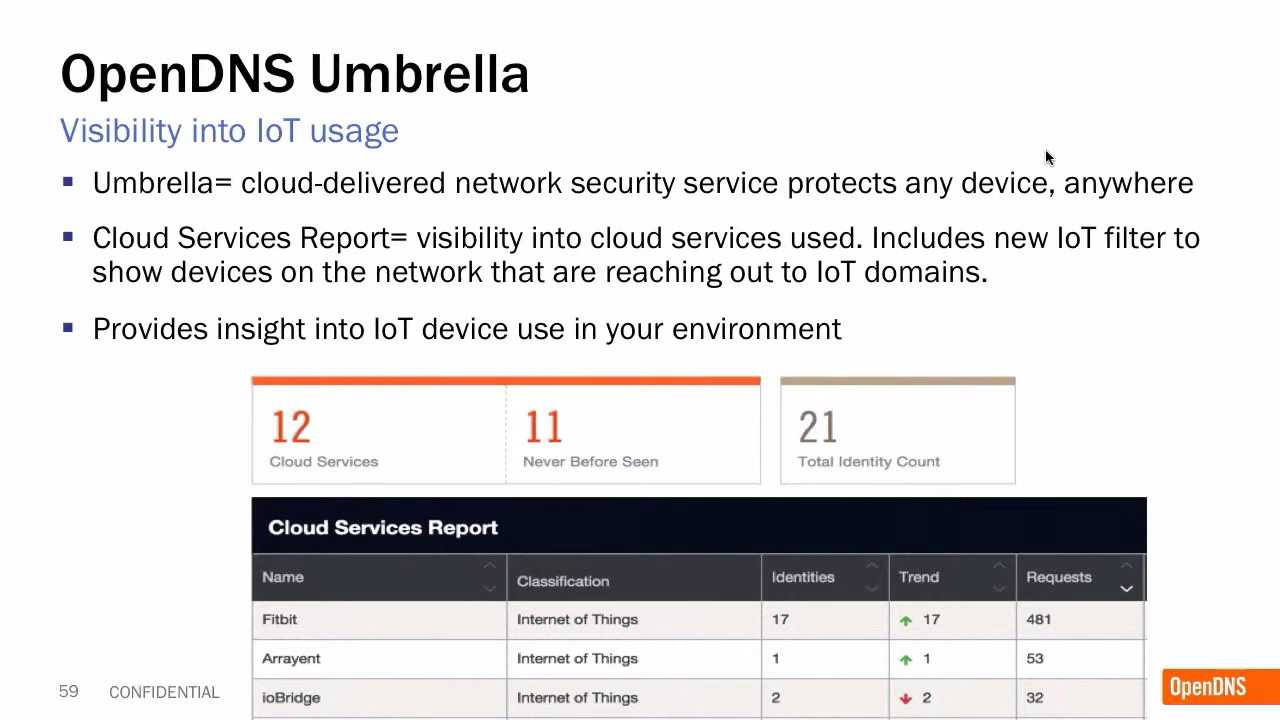 OpenDNS Umbrella
Visibility into IoT usage
Umbrella= cloud-delivered network security service protects any device, anywhere
Cloud Services Report= visibility into cloud services used. Includes new IoT filter to
show devices on the network that are reaching out to IoT domains.
Provides insight into IoT device use in your environment
12 11 21
Cloud Services Never Before Seen Total Identity Count
Cloud Services Report
Name Classification Identities Trend Requests
Fitbit Internet of Things 17 17 481
Arrayent Internet of Things 1 1 53
ioBridge Internet of Things 2 2 32
59 CONFIDENTIAL
OpenDNS